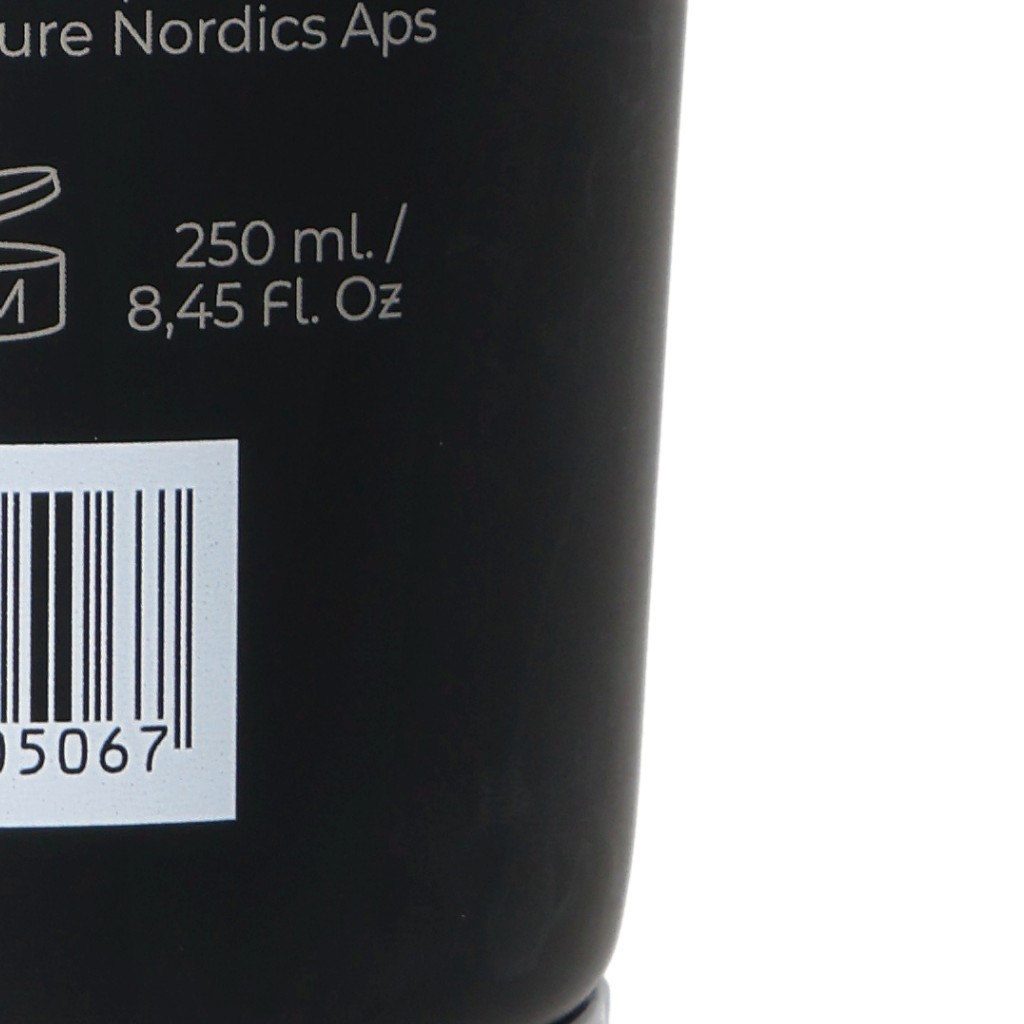 ure Nordics Aps
250 ml. /
8,45 Fl. Oz
M
5067